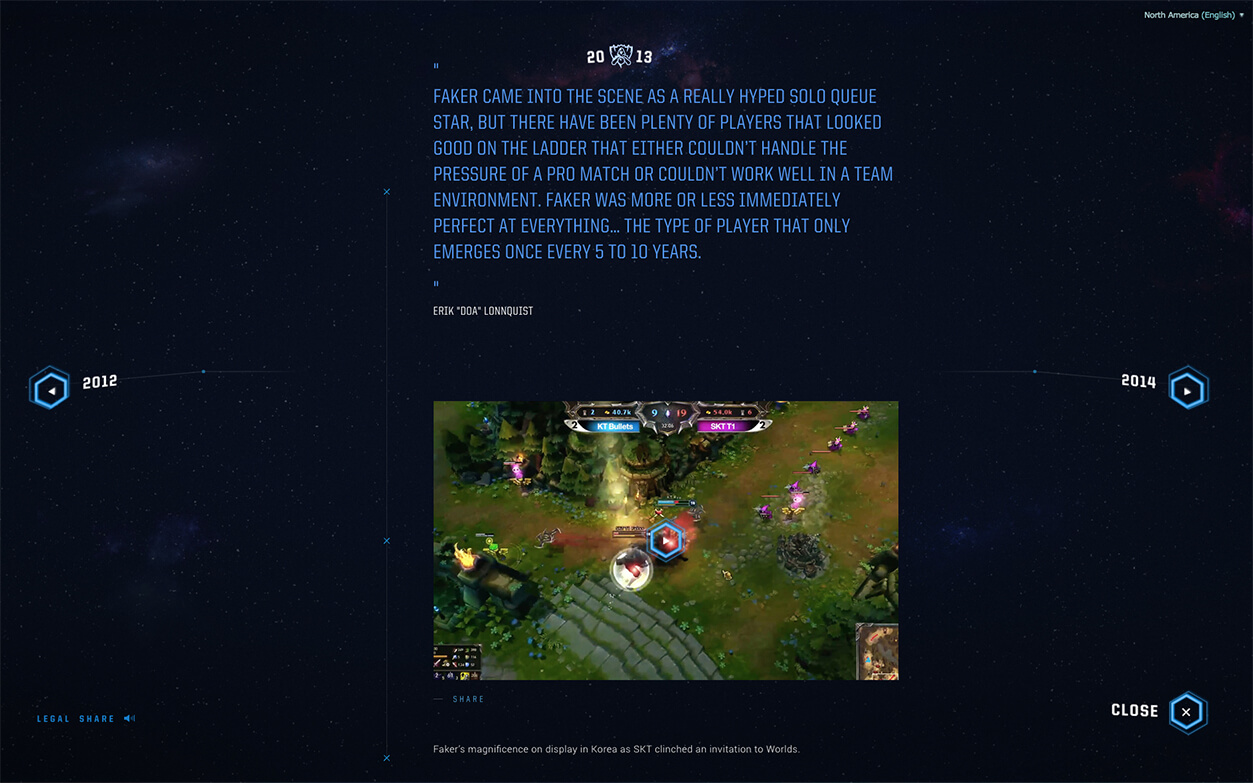 North America (English)
20 13
"
FAKER CAME INTO THE SCENE AS A REALLY HYPED SOLO QUEUE
STAR, BUT THERE HAVE BEEN PLENTY OF PLAYERS THAT LOOKED
GOOD ON THE LADDER THAT EITHER COULDN'T HANDLE THE
PRESSURE OF A PRO MATCH OR COULDN'T WORK WELL IN A TEAM
ENVIRONMENT. FAKER WAS MORE OR LESS IMMEDIATELY
PERFECT AT EVERYTHING... THE TYPE OF PLAYER THAT ONLY
EMERGES ONCE EVERY 5 TO 10 YEARS.
"
ERIK "DOA" LONNQUIST
2012
2014
2 40.7k 9 19 54.0k 6
2 KT Bullets 32:06 SKT T1 2
— SHARE
LEGAL SHARE
CLOSE
Faker's magnificence on display in Korea as SKT clinched an invitation to Worlds.